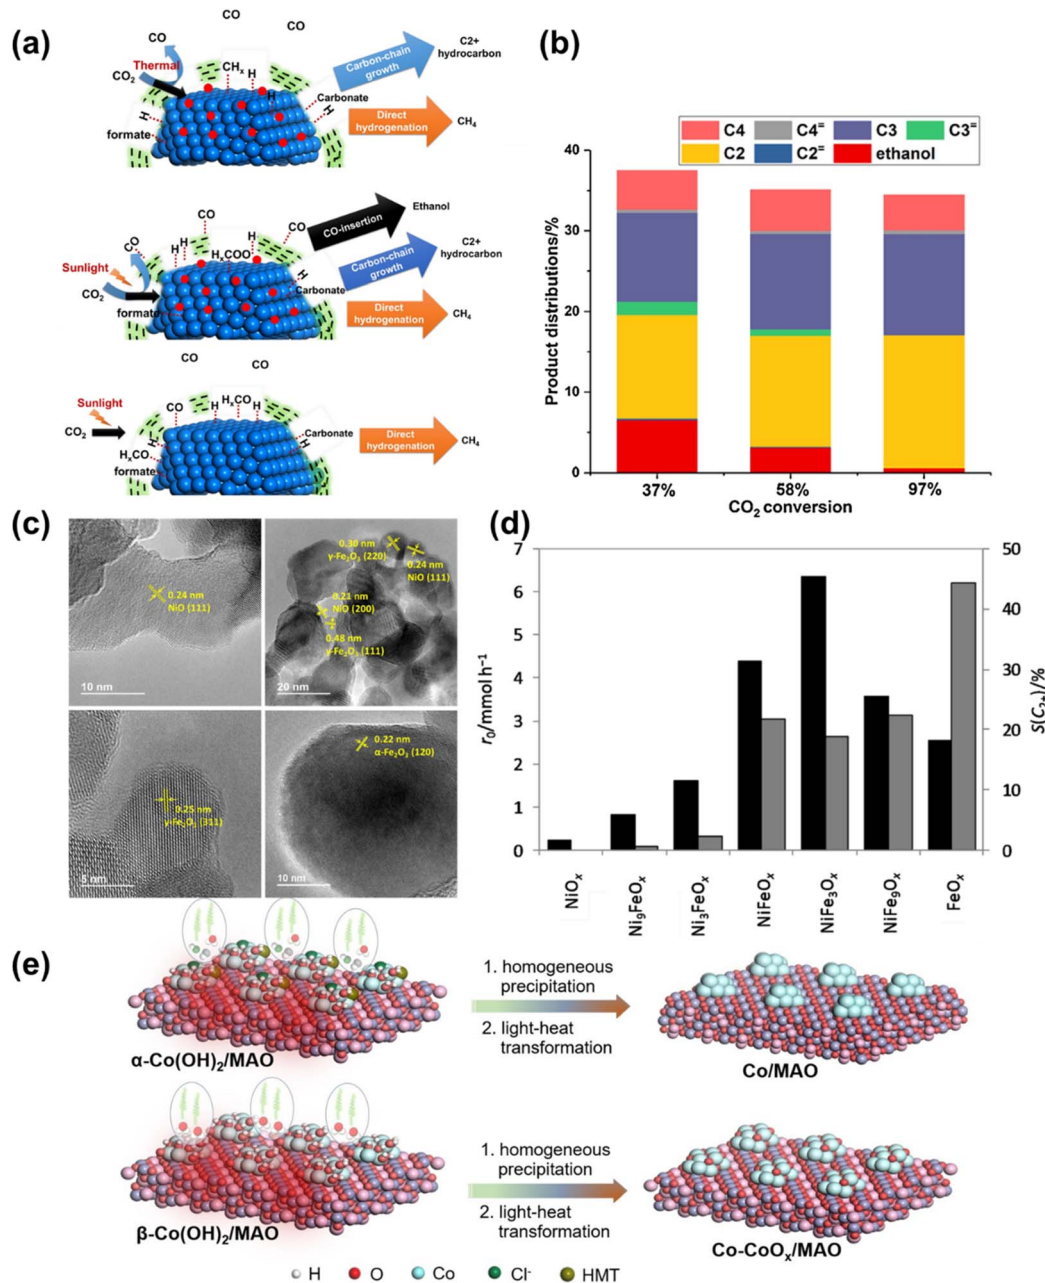 (a)
CO
CO
CO
Thermal
CO₂
CHₓ
H
H
H
H
Carbonate
formate
Carbon-chain
growth
C2+
hydrocarbon
Direct
hydrogenation
CH₄
CO
CO
CO
H
H
H
HₓCOO
H
Sunlight
CO₂
formate
Carbonate
CO-insertion
Ethanol
Carbon-chain
growth
C2+
hydrocarbon
Direct
hydrogenation
CH₄
CO
CO
Sunlight
CO₂
CO
H
HₓCO
H
H
HₓCO
formate
Carbonate
H
Direct
hydrogenation
CH₄
(b)
C4 C4⁼ C3 C3⁼
C2 C2⁼ ethanol
Product distributions/%
40
30
20
10
0
37% 58% 97%
CO₂ conversion
(c)
0.24 nm
NiO (111)
10 nm
0.30 nm
γ-Fe₂O₃ (220)
0.24 nm
NiO (111)
0.21 nm
NiO (200)
0.48 nm
γ-Fe₂O₃ (111)
20 nm
0.25 nm
γ-Fe₂O₃ (311)
5 nm
0.22 nm
α-Fe₂O₃ (120)
10 nm
(d)
r₀/mmol h⁻¹
7
6
5
4
3
2
1
0
50
40
30
20
10
0
S(C₂₊)/%
NiOₓ
Ni₉FeOₓ
Ni₃FeOₓ
NiFeOₓ
NiFe₃Oₓ
NiFe₉Oₓ
FeOₓ
(e)
α-Co(OH)₂/MAO
1. homogeneous
precipitation
2. light-heat
transformation
Co/MAO
β-Co(OH)₂/MAO
1. homogeneous
precipitation
2. light-heat
transformation
Co-CoOₓ/MAO
H O Co Cl⁻ HMT